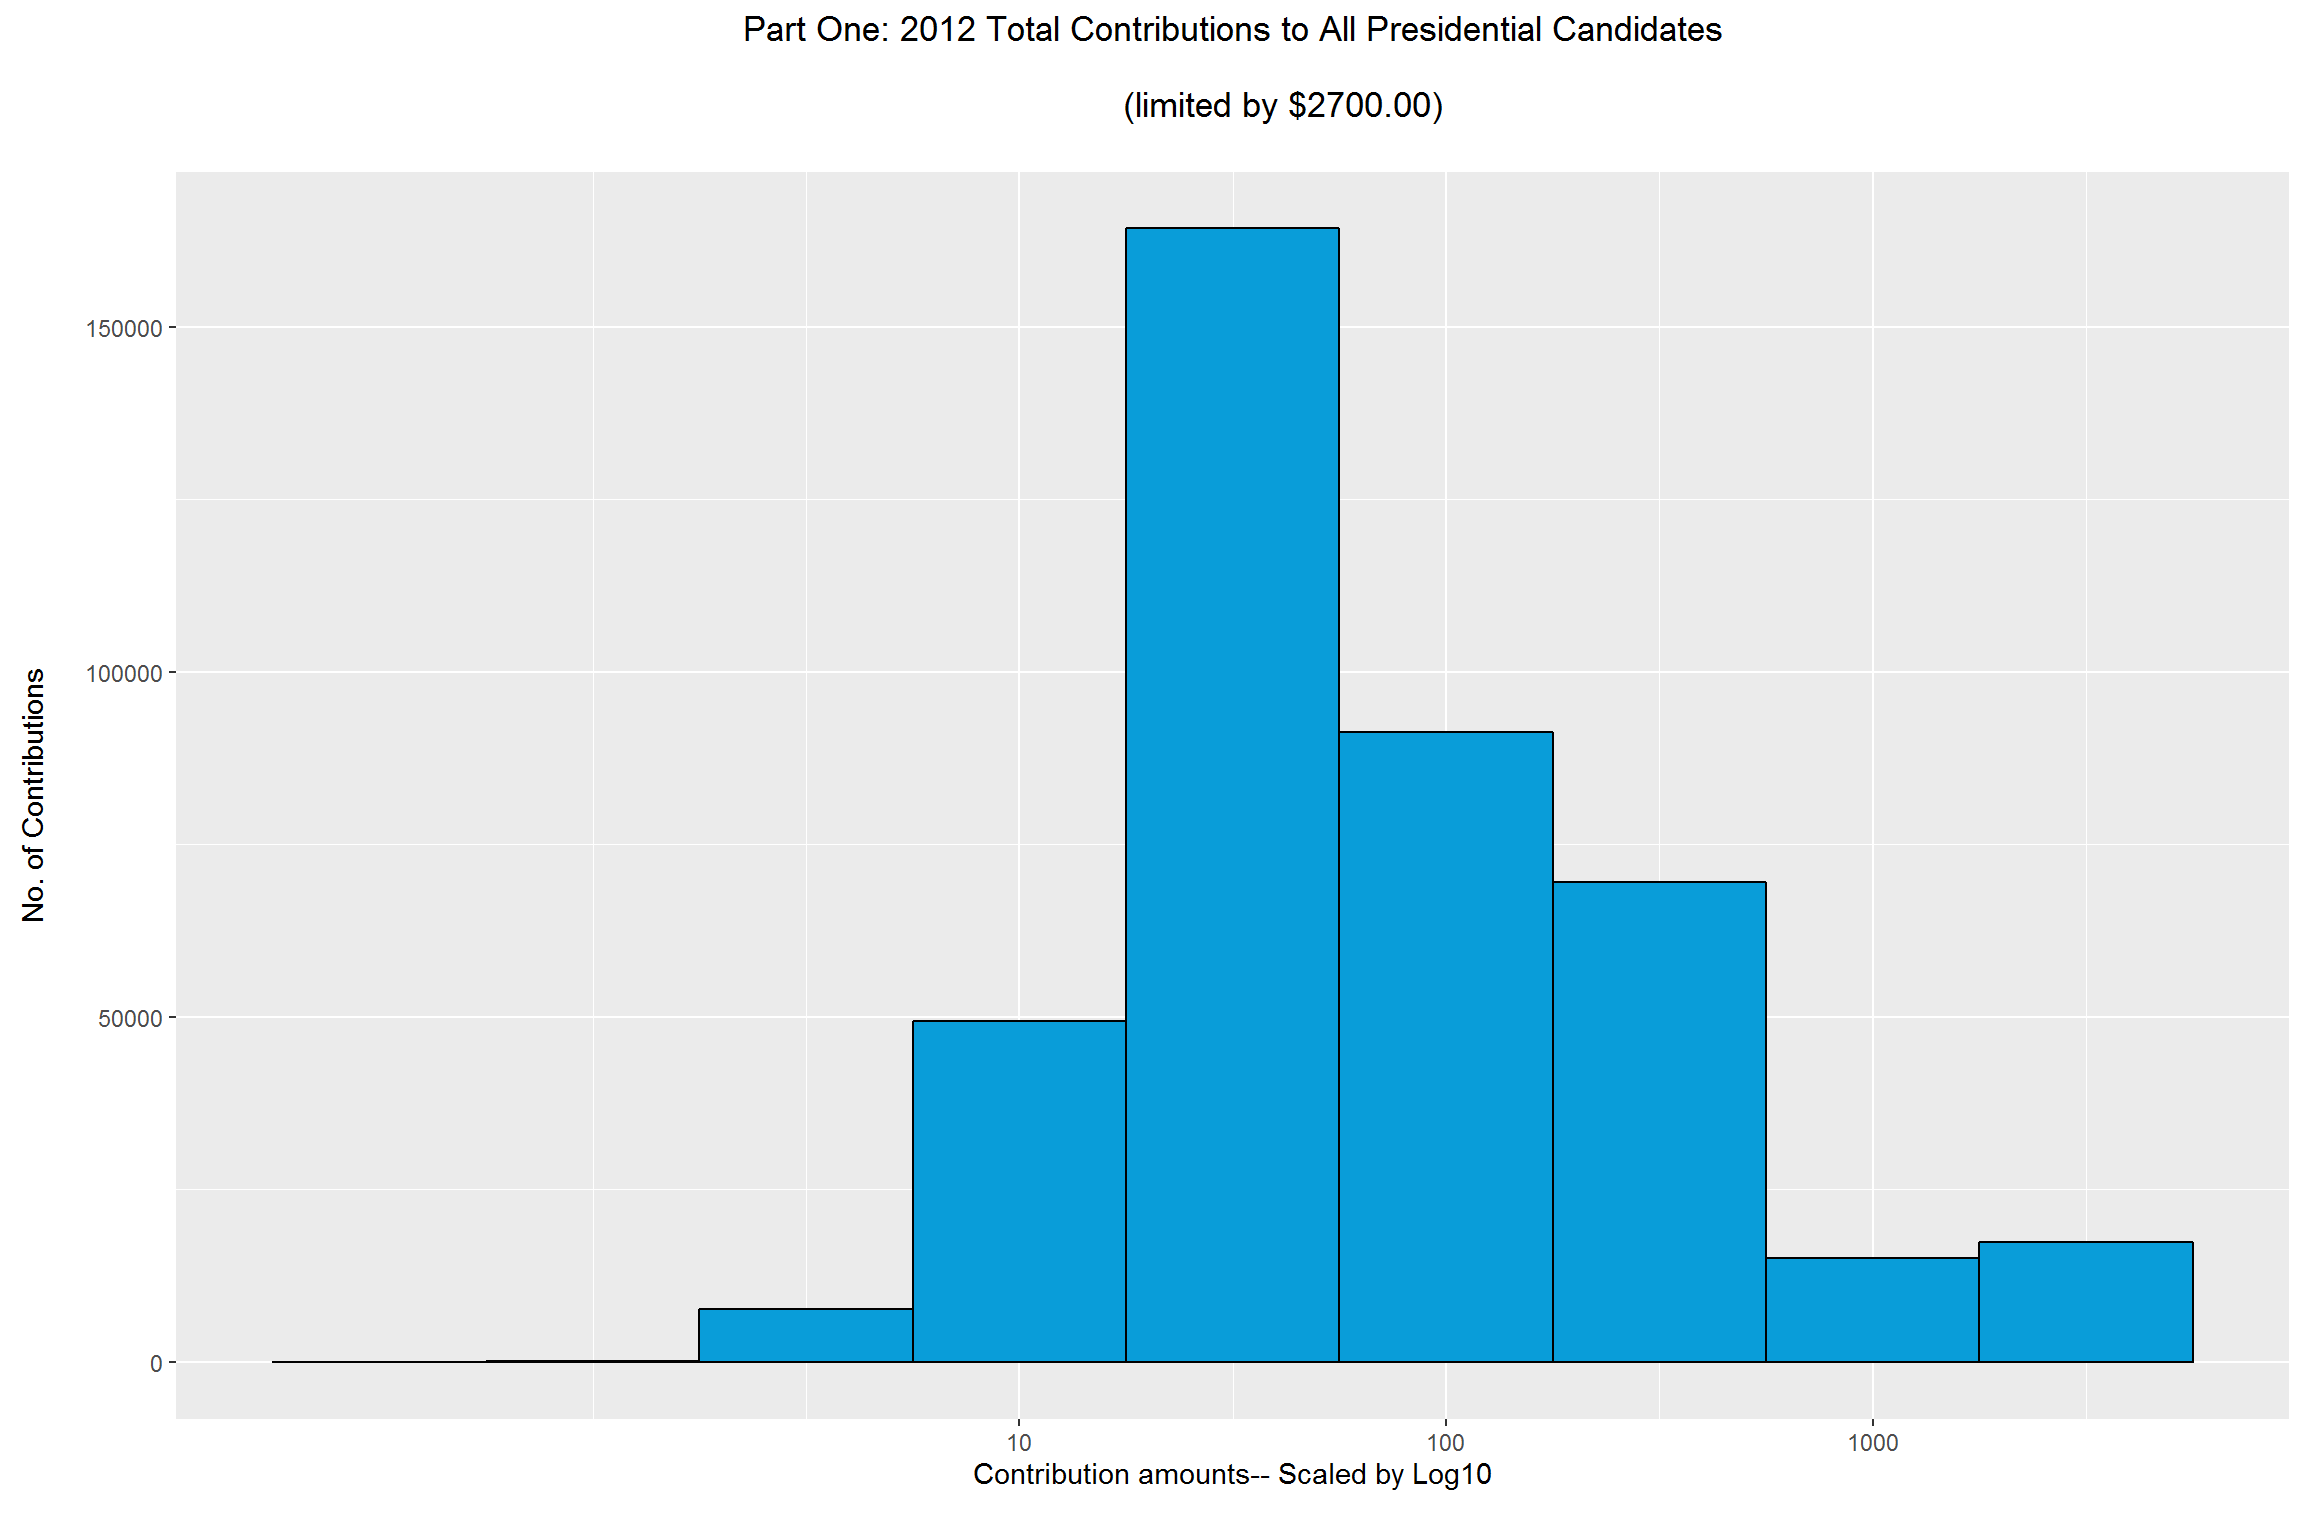 Part One: 2012 Total Contributions to All Presidential Candidates
(limited by $2700.00)
150000
100000
50000
0
No. of Contributions
10
100
1000
Contribution amounts-- Scaled by Log10